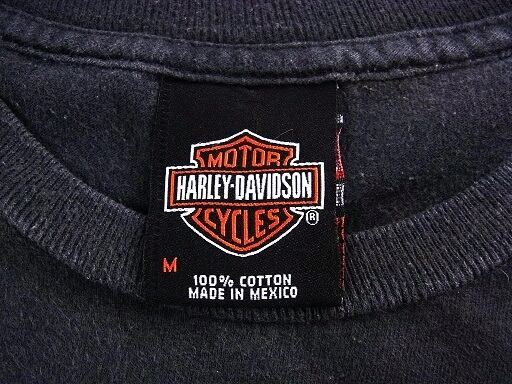 MOTOR
HARLEY-DAVIDSON
CYCLES
®
M
100% COTTON
MADE IN MEXICO